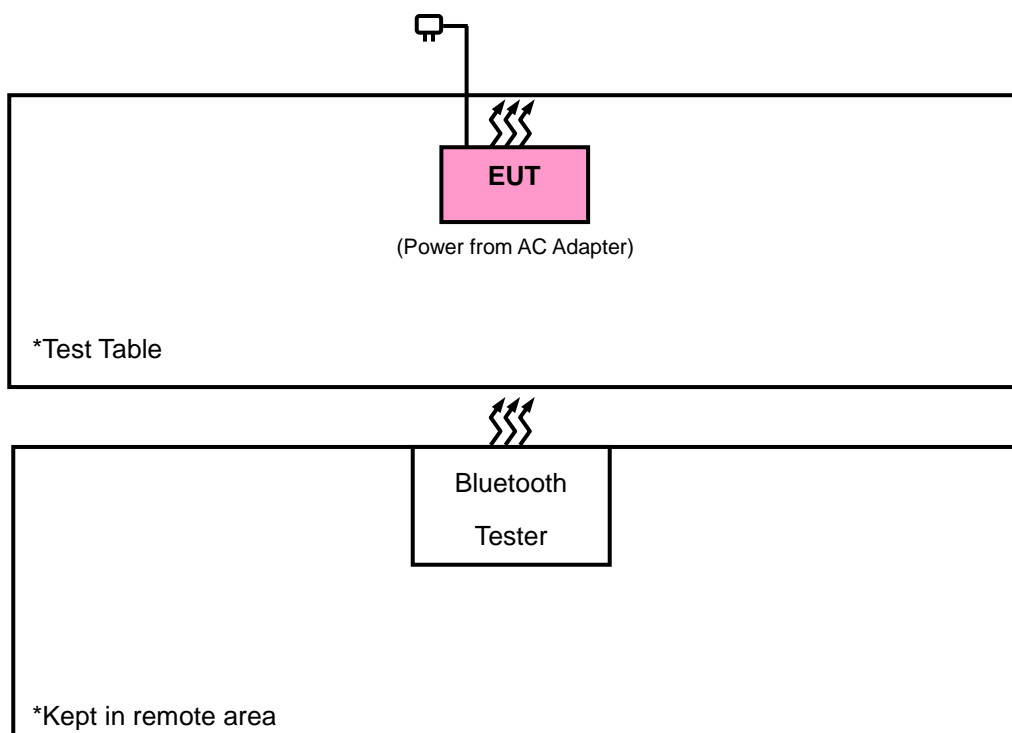 EUT
(Power from AC Adapter)
*Test Table
Bluetooth
Tester
*Kept in remote area